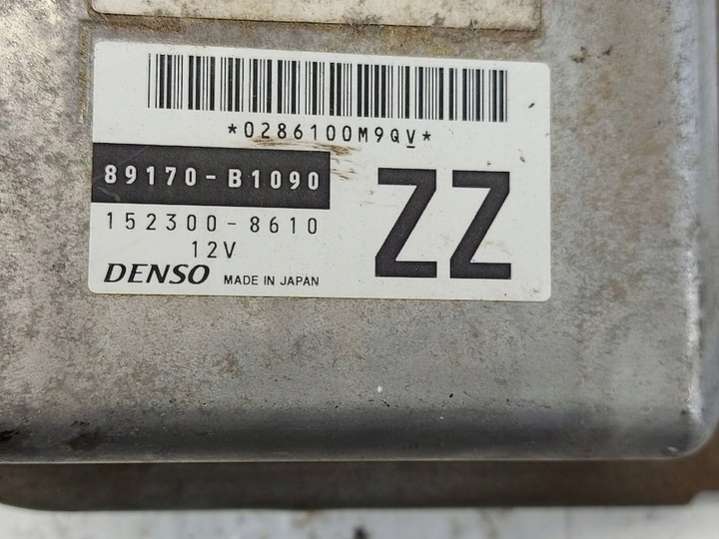 *0286100M9QV*
89170-B1090
ZZ
152300-8610
12V
DENSO MADE IN JAPAN